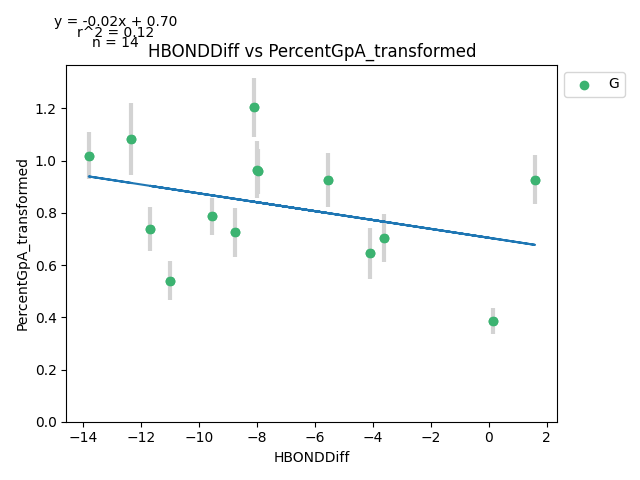 y = -0.02x + 0.70
r^2 = 0.12
n = 14
HBONDDiff vs PercentGpA_transformed
G
PercentGpA_transformed
1.2
1.0
0.8
0.6
0.4
0.2
0.0
−14 −12 −10 −8 −6 −4 −2 0 2
HBONDDiff